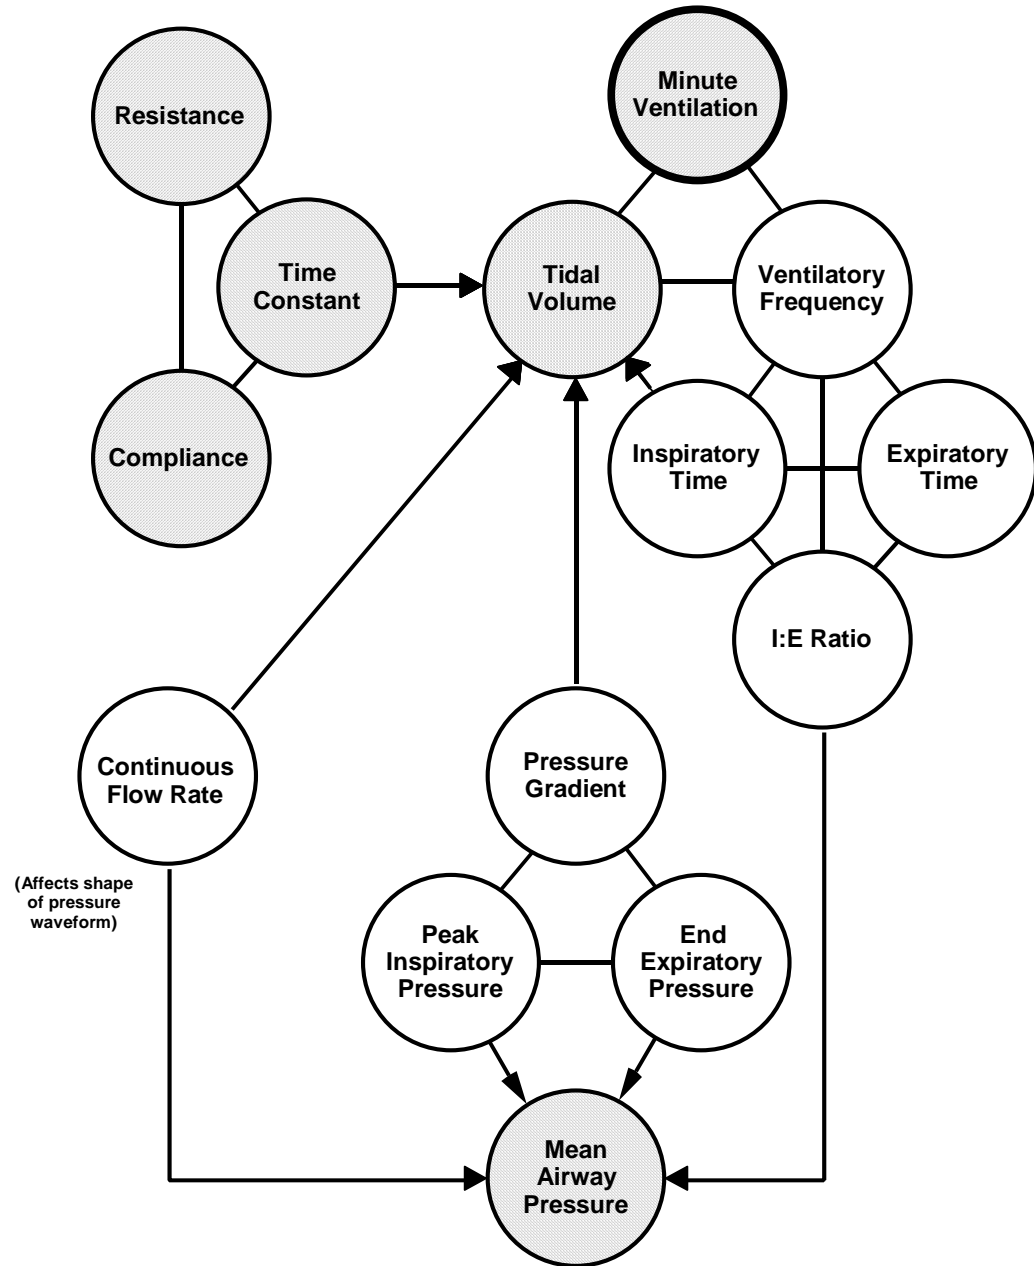 Resistance
Minute
Ventilation
Time
Constant
Tidal
Volume
Ventilatory
Frequency
Compliance
Inspiratory
Time
Expiratory
Time
I:E Ratio
Continuous
Flow Rate
(Affects shape
of pressure
waveform)
Pressure
Gradient
Peak
Inspiratory
Pressure
End
Expiratory
Pressure
Mean
Airway
Pressure